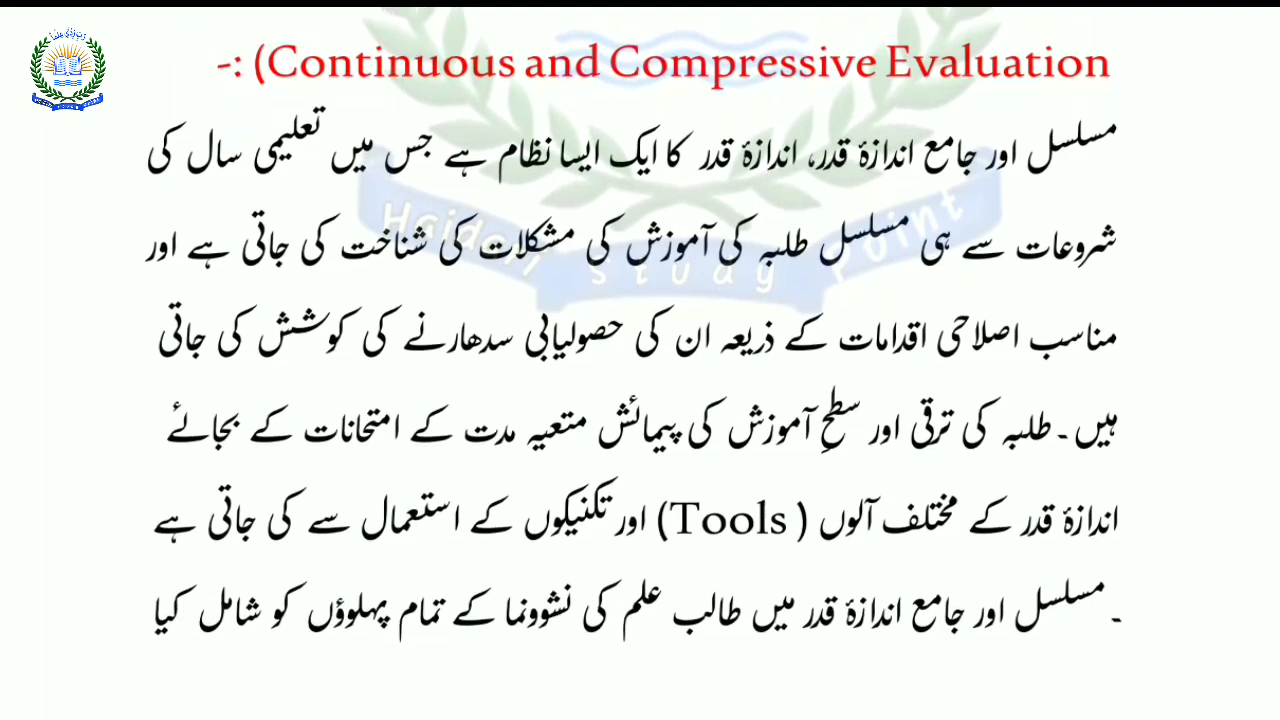 (Continuous and Compressive Evaluation) :-
مسلسل اور جامع اندازۂ قدر، اندازۂ قدر کا ایک ایسا نظام ہے جس میں تعلیمی سال کی
شروعات سے ہی مسلسل طلبہ کی آموزش کی مشکلات کی شناخت کی جاتی ہے اور
مناسب اصلاحی اقدامات کے ذریعہ ان کی حصولیابی سدھارنے کی کوشش کی جاتی
ہیں۔ طلبہ کی ترقی اور سطحِ آموزش کی پیمائش متعیہ مدت کے امتحانات کے بجائے
اندازۂ قدر کے مختلف آلوں (Tools) اور تکنیکوں کے استعمال سے کی جاتی ہے
۔ مسلسل اور جامع اندازۂ قدر میں طالب علم کی نشوونما کے تمام پہلوؤں کو شامل کیا
Haidari Study Point